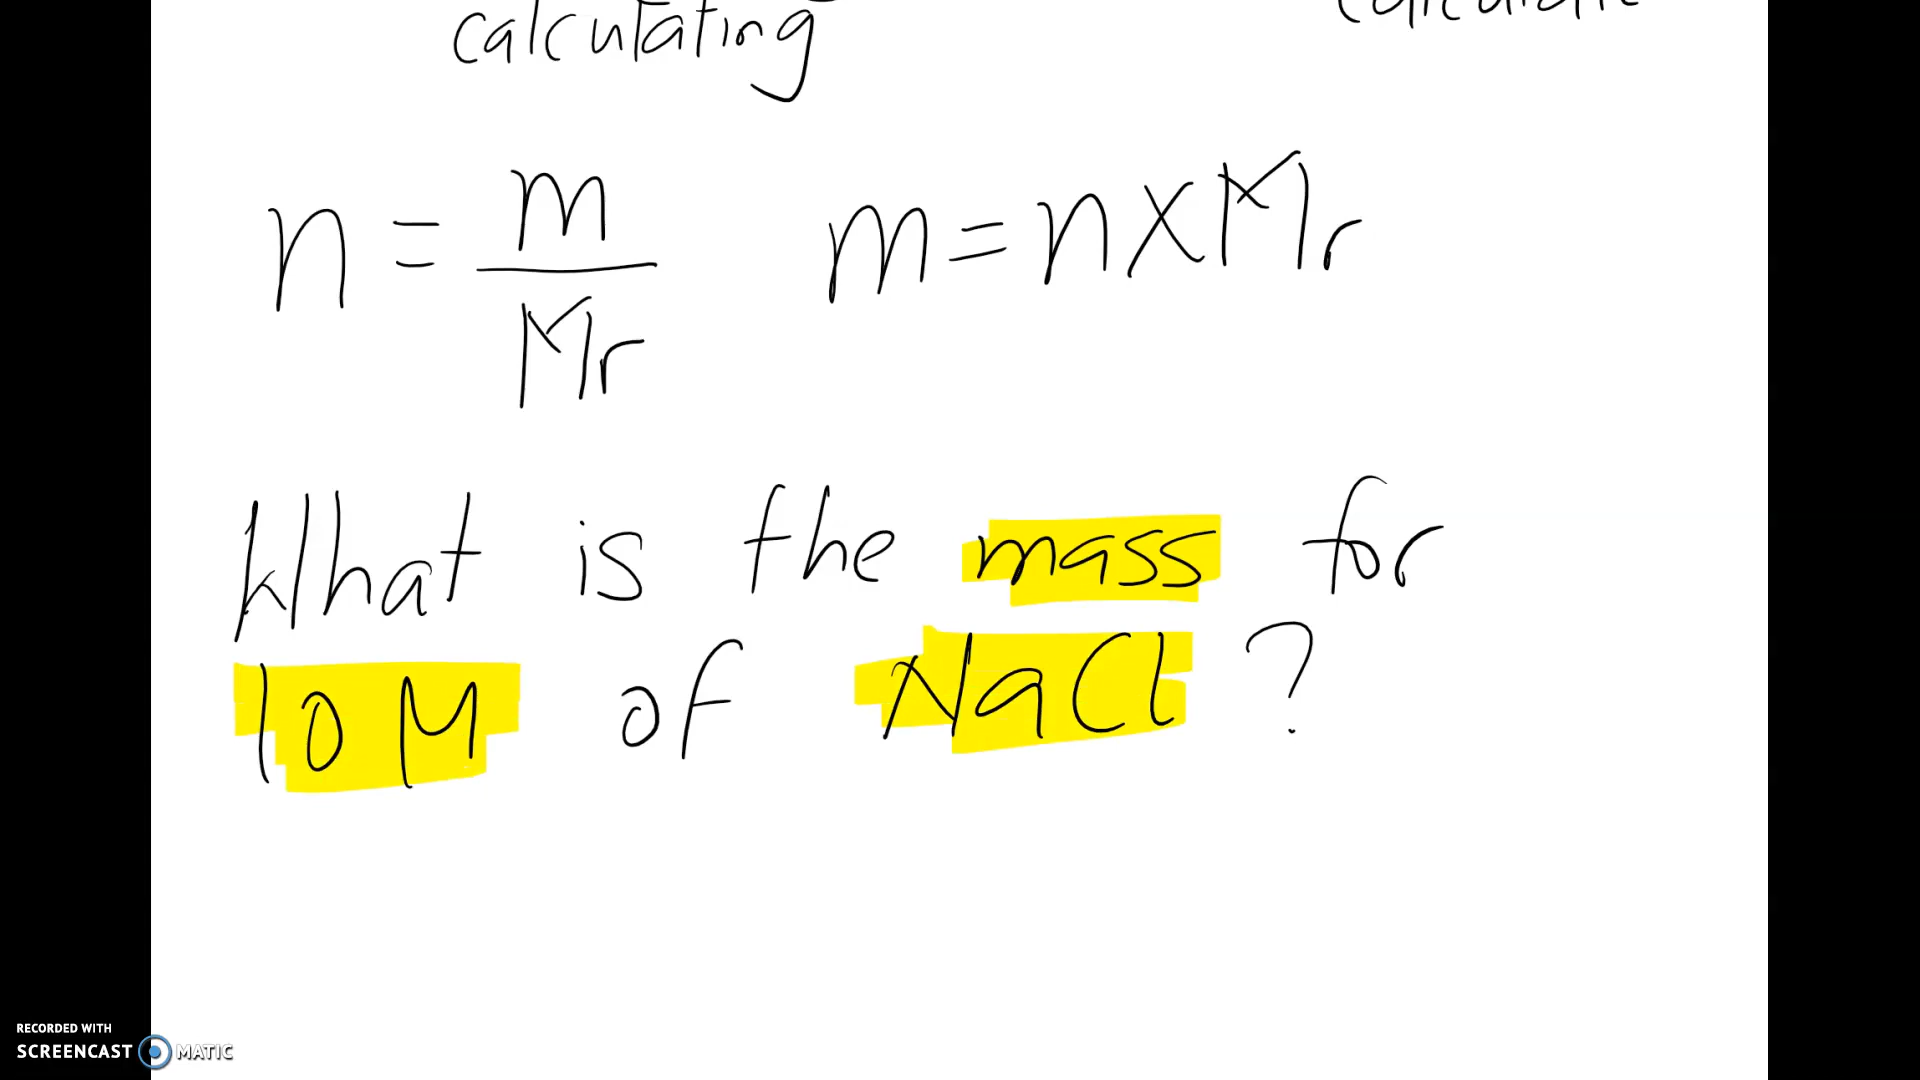 calculating
n = m / Mr m = n x Mr
What is the mass for
10 M of NaCl ?
RECORDED WITH
SCREENCAST MATIC